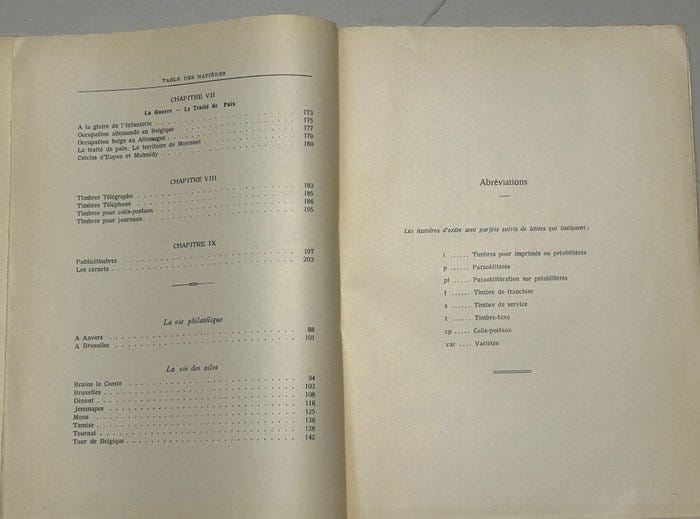 TABLE DES MATIÈRES
CHAPITRE VII
La Guerre — Le Traité de Paix
A la gloire de l'Infanterie . . . . . 173
Occupation allemande en Belgique . . . . . 175
Occupation belge en Allemagne . . . . . 177
Le traité de paix. Le territoire de Moresnet . . . . . 179
Cercles d'Eupen et Malmédy . . . . . 180
CHAPITRE VIII
Timbres Télégraphe . . . . . 183
Timbres Téléphone . . . . . 185
Timbres pour colis-postaux . . . . . 186
Timbres pour journaux . . . . . 195
CHAPITRE IX
Publicitimbres . . . . . 197
Les carnets . . . . . 203
La vie philatélique
A Anvers . . . . . 88
A Bruxelles . . . . . 101
La vie des ailes
Braine le Comte . . . . . 94
Bruxelles . . . . . 103
Dinant . . . . . 108
Jemmapes . . . . . 116
Mons . . . . . 125
Tamise . . . . . 136
Tournai . . . . . 138
Tour de Belgique . . . . . 142
Abréviations
Les numéros d'ordre sont parfois suivis de lettres qui indiquent :
i ...... Timbres pour imprimés ou préoblitérés
p ...... Paraoblitérés
pi ..... Paraoblitération sur préoblitérés
f ...... Timbre de franchise
s ...... Timbre de service
t ...... Timbre-taxe
cp ..... Colis-postaux
var .... Variétés